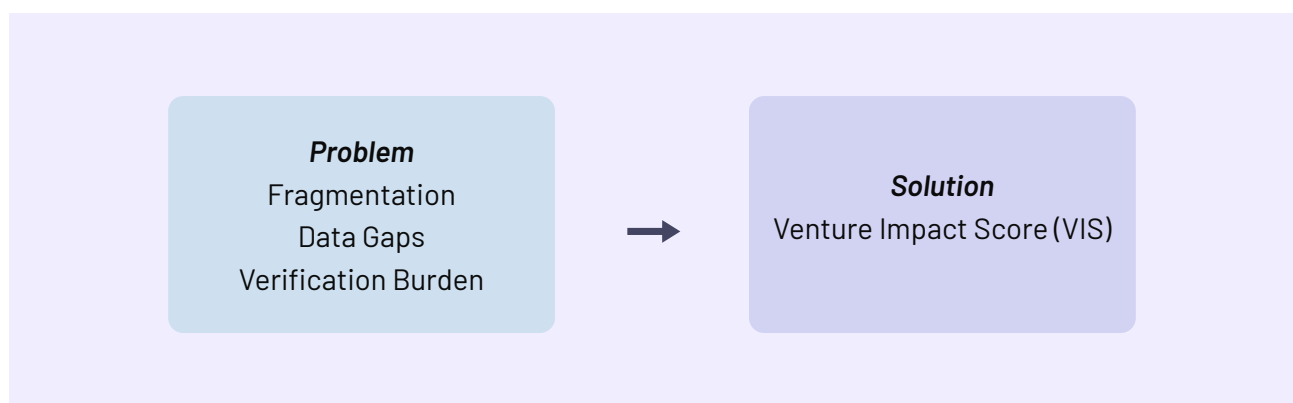 Problem
Fragmentation
Data Gaps
Verification Burden
Solution
Venture Impact Score (VIS)